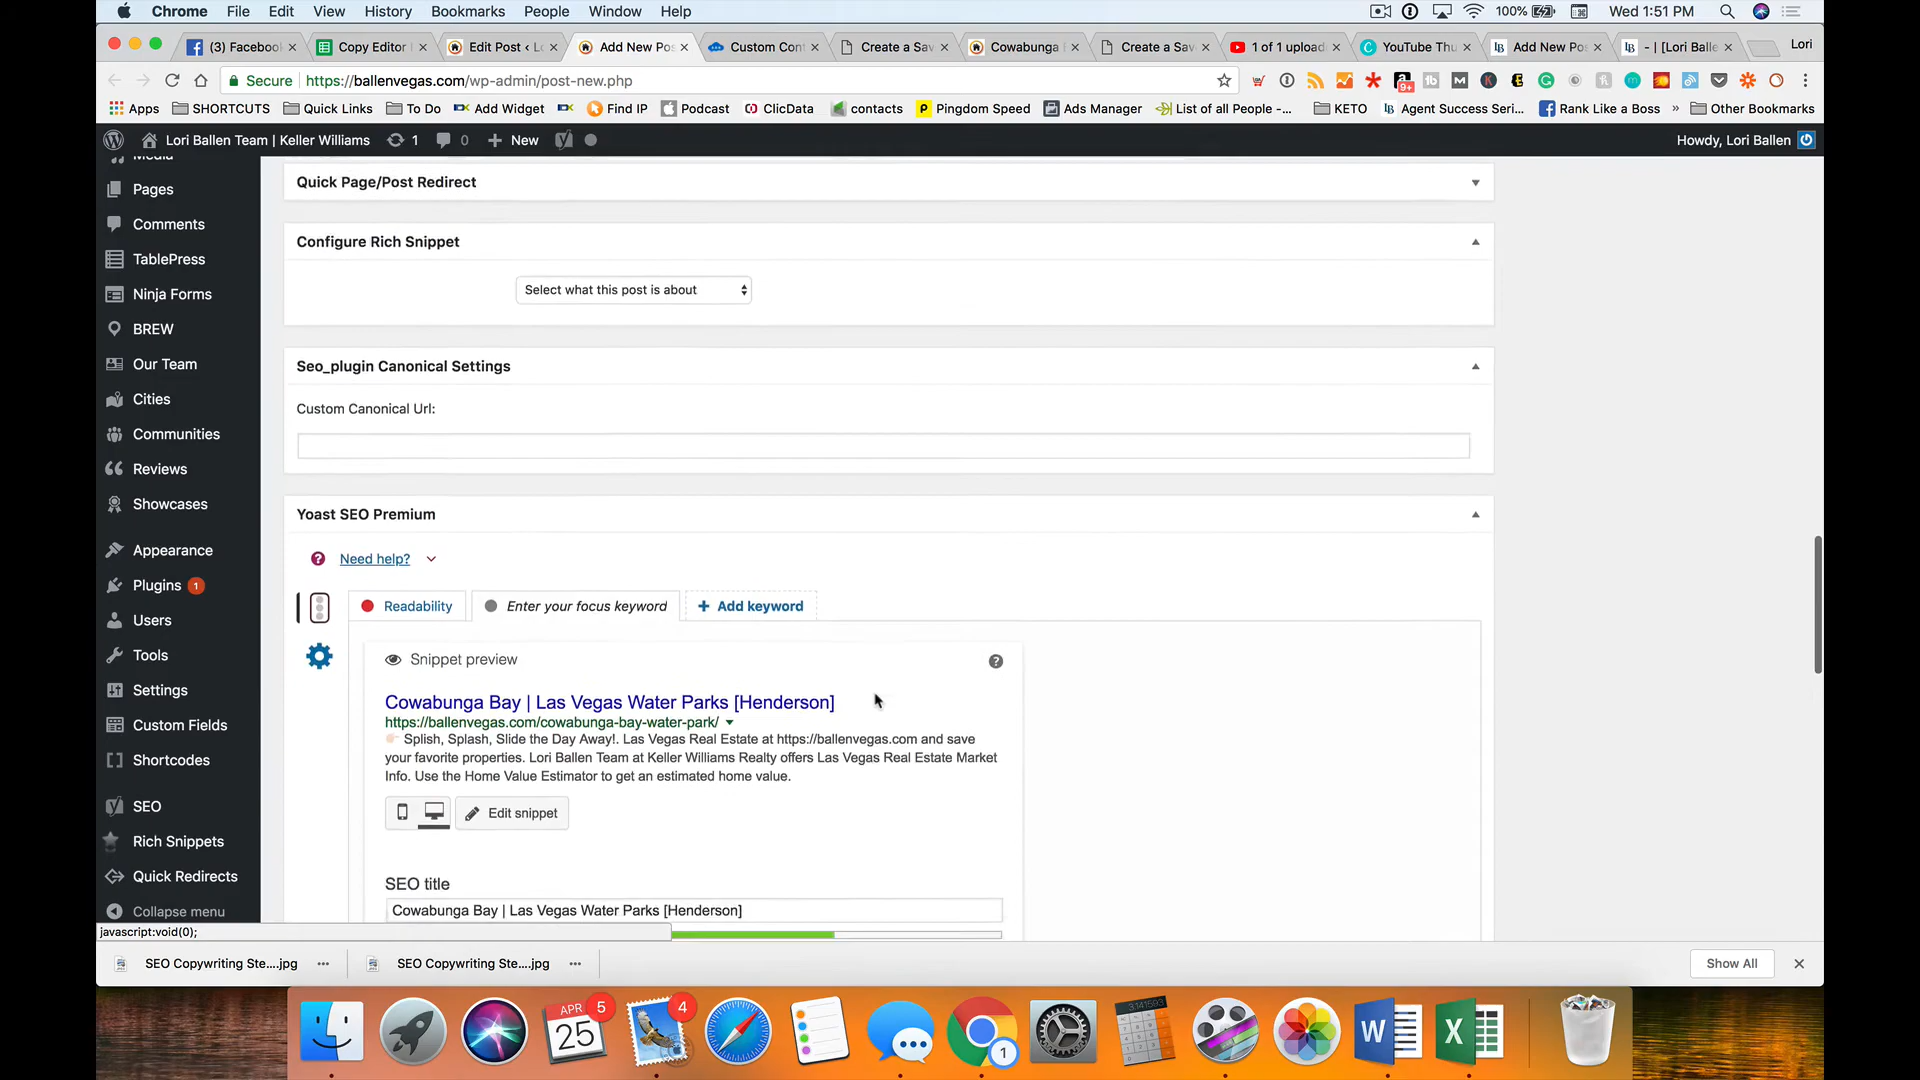 Chrome File Edit View History Bookmarks People Window Help 100% Wed 1:51 PM
(3) Facebook Copy Editor Edit Post ‹ Lo Add New Pos Custom Con Create a Sav Cowabunga Create a Sav 1 of 1 upload YouTube Thu Add New Po - | [Lori Balle Lori
Secure https://ballenvegas.com/wp-admin/post-new.php
Apps SHORTCUTS Quick Links To Do Add Widget Find IP Podcast ClicData contacts Pingdom Speed Ads Manager List of all People -... KETO Agent Success Seri... Rank Like a Boss » Other Bookmarks
Lori Ballen Team | Keller Williams 1 0 + New Howdy, Lori Ballen
Media
Pages
Comments
TablePress
Ninja Forms
BREW
Our Team
Cities
Communities
Reviews
Showcases
Appearance
Plugins 1
Users
Tools
Settings
Custom Fields
Shortcodes
SEO
Rich Snippets
Quick Redirects
Collapse menu
Quick Page/Post Redirect
Configure Rich Snippet
Select what this post is about
Seo_plugin Canonical Settings
Custom Canonical Url:
Yoast SEO Premium
Need help?
Readability Enter your focus keyword + Add keyword
Snippet preview
Cowabunga Bay | Las Vegas Water Parks [Henderson]
https://ballenvegas.com/cowabunga-bay-water-park/
Splish, Splash, Slide the Day Away!. Las Vegas Real Estate at https://ballenvegas.com and save
your favorite properties. Lori Ballen Team at Keller Williams Realty offers Las Vegas Real Estate Market
Info. Use the Home Value Estimator to get an estimated home value.
Edit snippet
SEO title
Cowabunga Bay | Las Vegas Water Parks [Henderson]
javascript:void(0);
SEO Copywriting Ste....jpg ••• SEO Copywriting Ste....jpg ••• Show All
APR 25 5 4 1 3.141593 W X